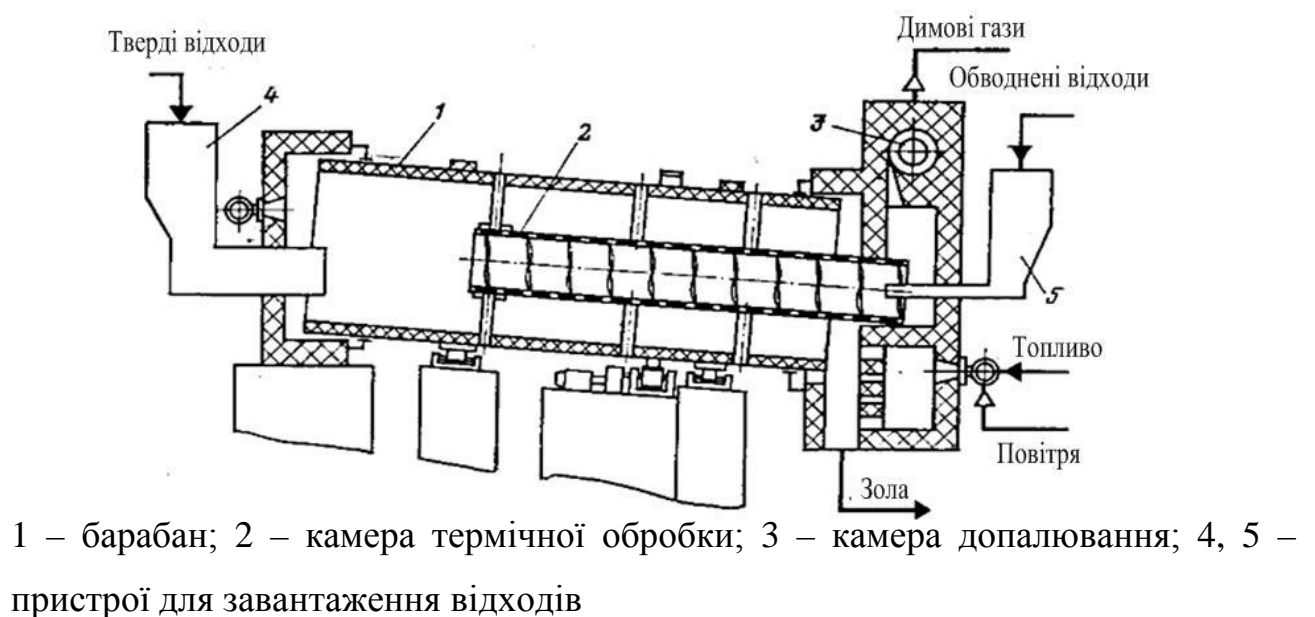 Тверді відходи
Димові гази
Обводнені відходи
4
1
2
3
5
Топливо
Повітря
Зола
1 – барабан; 2 – камера термічної обробки; 3 – камера допалювання; 4, 5 –
пристрої для завантаження відходів